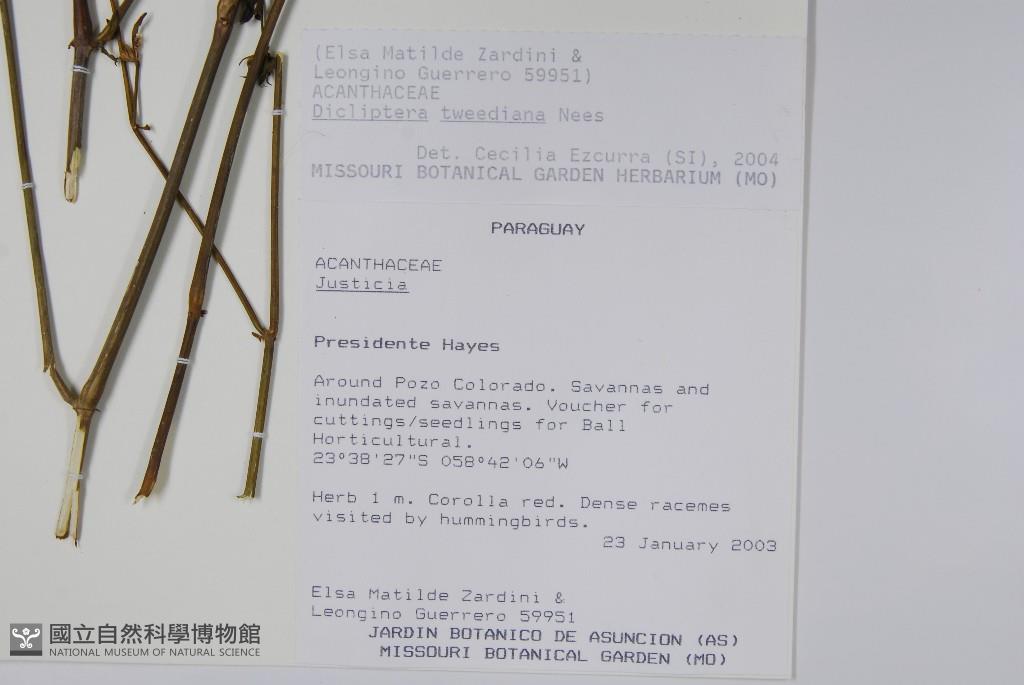 (Elsa Matilde Zardini &
Leongino Guerrero 59951)
ACANTHACEAE
Dicliptera tweediana Nees
Det. Cecilia Ezcurra (SI), 2004
MISSOURI BOTANICAL GARDEN HERBARIUM (MO)
PARAGUAY
ACANTHACEAE
Justicia
Presidente Hayes
Around Pozo Colorado. Savannas and
inundated savannas. Voucher for
cuttings/seedlings for Ball
Horticultural.
23°38'27"S 058°42'06"W
Herb 1 m. Corolla red. Dense racemes
visited by hummingbirds.
23 January 2003
Elsa Matilde Zardini &
Leongino Guerrero 59951
JARDIN BOTANICO DE ASUNCION (AS)
MISSOURI BOTANICAL GARDEN (MO)
國立自然科學博物館
NATIONAL MUSEUM OF NATURAL SCIENCE